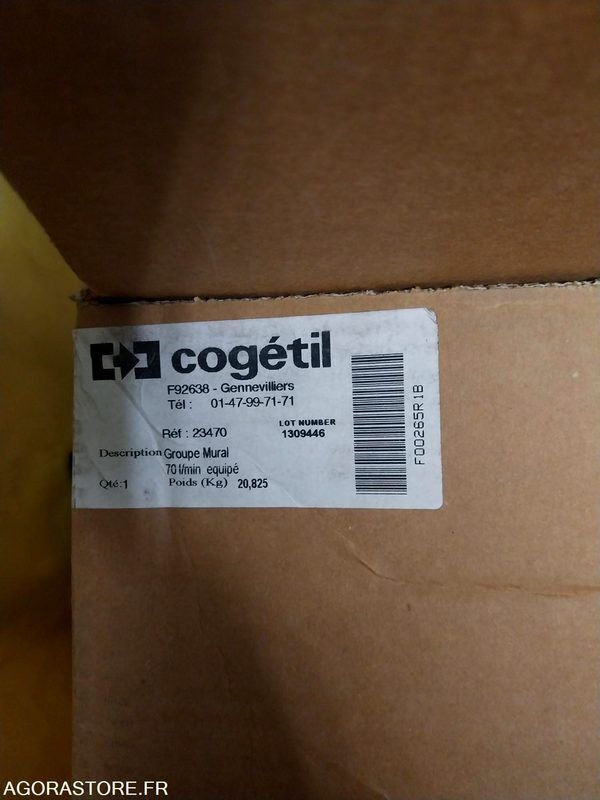 cogétil
F92638 - Gennevilliers
Tél : 01-47-99-71-71
Réf : 23470
LOT NUMBER
1309446
Description Groupe Mural
70 l/min équipé
Qté:1 Poids (Kg) 20,825
F00265R1B
AGORASTORE.FR